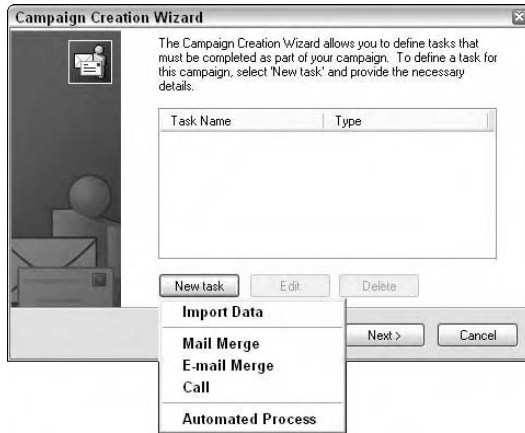 Campaign Creation Wizard
The Campaign Creation Wizard allows you to define tasks that
must be completed as part of your campaign. To define a task for
this campaign, select 'New task' and provide the necessary
details.
Task Name Type
New task Edit Delete
Import Data
Next > Cancel
Mail Merge
E-mail Merge
Call
Automated Process